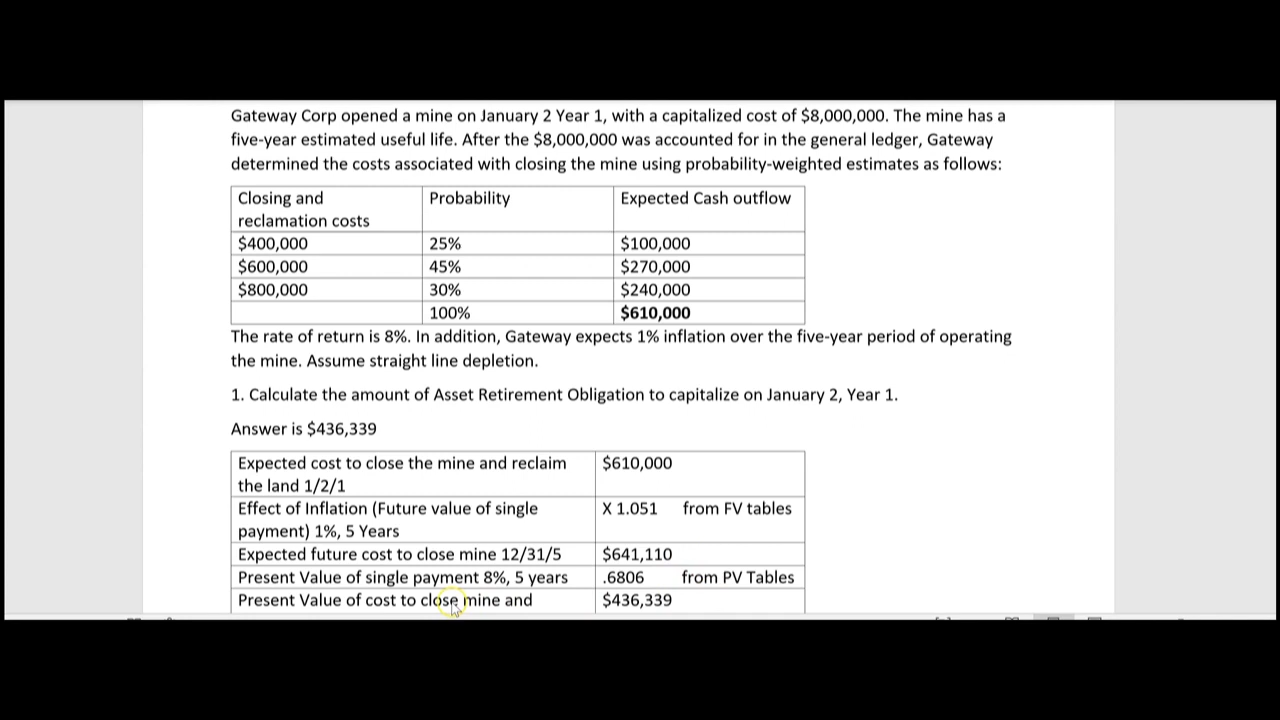 Gateway Corp opened a mine on January 2 Year 1, with a capitalized cost of $8,000,000. The mine has a
five-year estimated useful life. After the $8,000,000 was accounted for in the general ledger, Gateway
determined the costs associated with closing the mine using probability-weighted estimates as follows:
Closing and reclamation costs Probability Expected Cash outflow
$400,000 25% $100,000
$600,000 45% $270,000
$800,000 30% $240,000
100% $610,000
The rate of return is 8%. In addition, Gateway expects 1% inflation over the five-year period of operating
the mine. Assume straight line depletion.
1. Calculate the amount of Asset Retirement Obligation to capitalize on January 2, Year 1.
Answer is $436,339
Expected cost to close the mine and reclaim $610,000
the land 1/2/1
Effect of Inflation (Future value of single X 1.051 from FV tables
payment) 1%, 5 Years
Expected future cost to close mine 12/31/5 $641,110
Present Value of single payment 8%, 5 years .6806 from PV Tables
Present Value of cost to close mine and $436,339